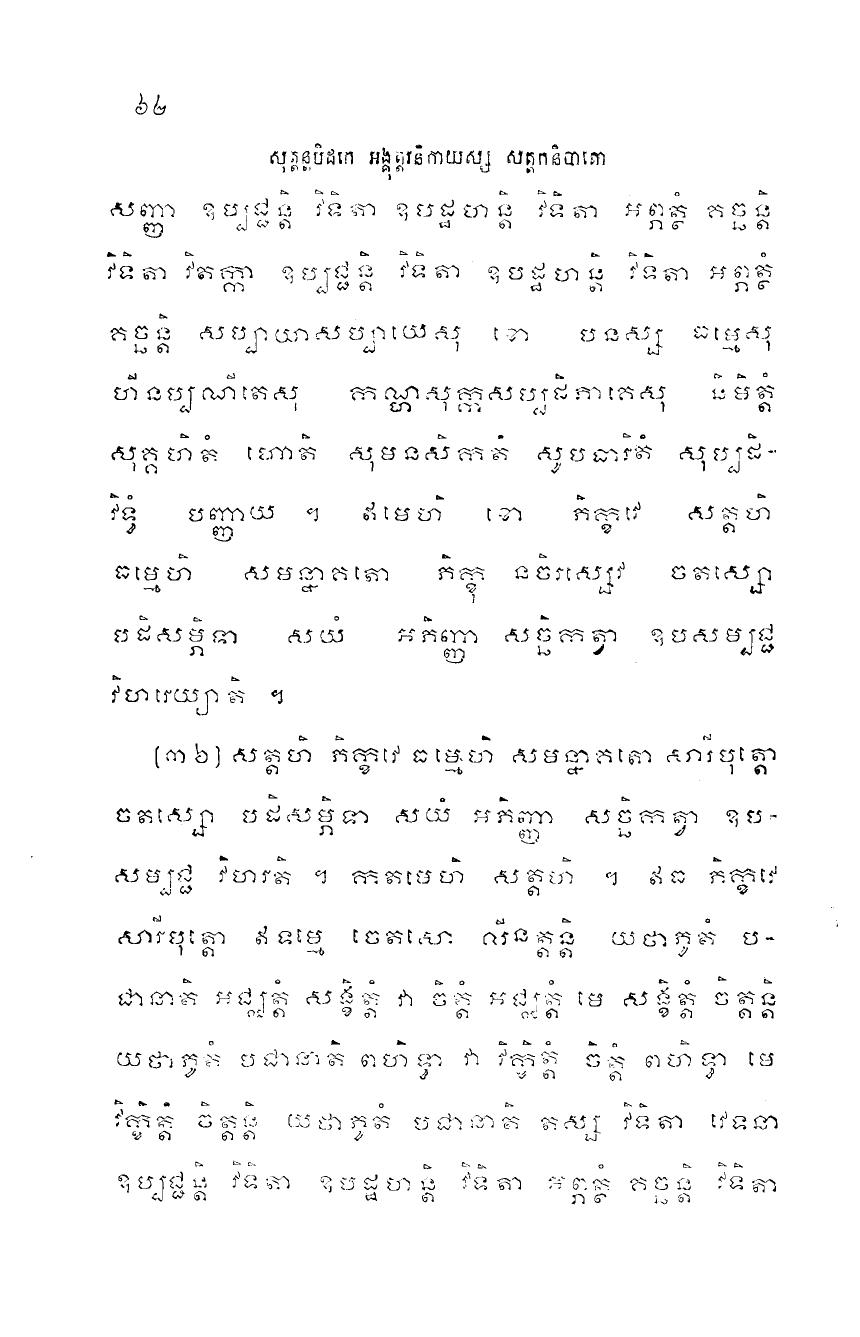 ៦៤
សុត្តន្តបិដកេ អង្គុត្តរនិកាយស្ស សត្តកនិបាតោ
សញ្ញា ឧប្បជ្ជន្តិ វិទិតា ឧបដ្ឋហន្តិ វិទិតា អព្ភត្ថំ គច្ឆន្តិ
វិទិតា វិតក្កា ឧប្បជ្ជន្តិ វិទិតា ឧបដ្ឋហន្តិ វិទិតា អព្ភត្ថំ
គច្ឆន្តិ សប្បាយាសប្បាយេសុ ខោ បនស្ស ធម្មេសុ
ហីនប្បណីតេសុ កណ្ហសុក្កសប្បដិភាគេសុ និមិត្តំ
សុគ្គហិតំ ហោតិ សុមនសិកតំ សូបធារិតំ សុប្បដិ-
វិទ្ធំ បញ្ញាយ ។ ឥមេហិ ខោ ភិក្ខវេ សត្តហិ
ធម្មេហិ សមន្នាគតោ ភិក្ខុ នចិរស្សេវ ចតស្សោ
បដិសម្ភិទា សយំ អភិញ្ញា សច្ឆិកត្វា ឧបសម្បជ្ជ
វិហរេយ្យាតិ ។
[៣៦] សត្តហិ ភិក្ខវេ ធម្មេហិ សមន្នាគតោ សារីបុត្តោ
ចតស្សោ បដិសម្ភិទា សយំ អភិញ្ញា សច្ឆិកត្វា ឧប-
សម្បជ្ជ វិហរតិ ។ កតមេហិ សត្តហិ ។ ឥធ ភិក្ខវេ
សារីបុត្តោ ឥទម្មេ ចេតសោ លីនត្តន្តិ យថាភូតំ ប-
ជានាតិ អជ្ឈត្តំ សង្ខិត្តំ វា ចិត្តំ អជ្ឈត្តំ មេ សង្ខិត្តំ ចិត្តន្តិ
យថាភូតំ បជានាតិ ពហិទ្ធា វា វិក្ខិត្តំ ចិត្តំ ពហិទ្ធា មេ
វិក្ខិត្តំ ចិត្តន្តិ យថាភូតំ បជានាតិ តស្ស វិទិតា វេទនា
ឧប្បជ្ជន្តិ វិទិតា ឧបដ្ឋហន្តិ វិទិតា អព្ភត្ថំ គច្ឆន្តិ វិទិតា